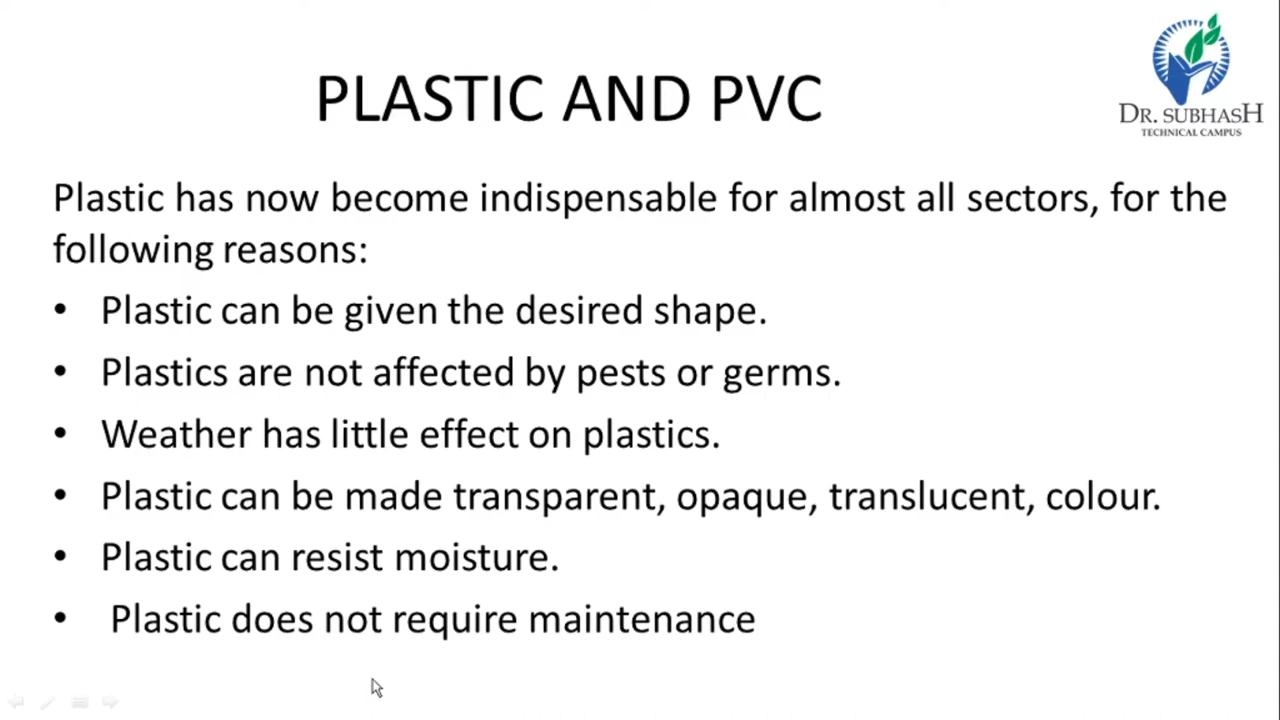 DR. SUBHASH
TECHNICAL CAMPUS
PLASTIC AND PVC
Plastic has now become indispensable for almost all sectors, for the
following reasons:
• Plastic can be given the desired shape.
• Plastics are not affected by pests or germs.
• Weather has little effect on plastics.
• Plastic can be made transparent, opaque, translucent, colour.
• Plastic can resist moisture.
• Plastic does not require maintenance